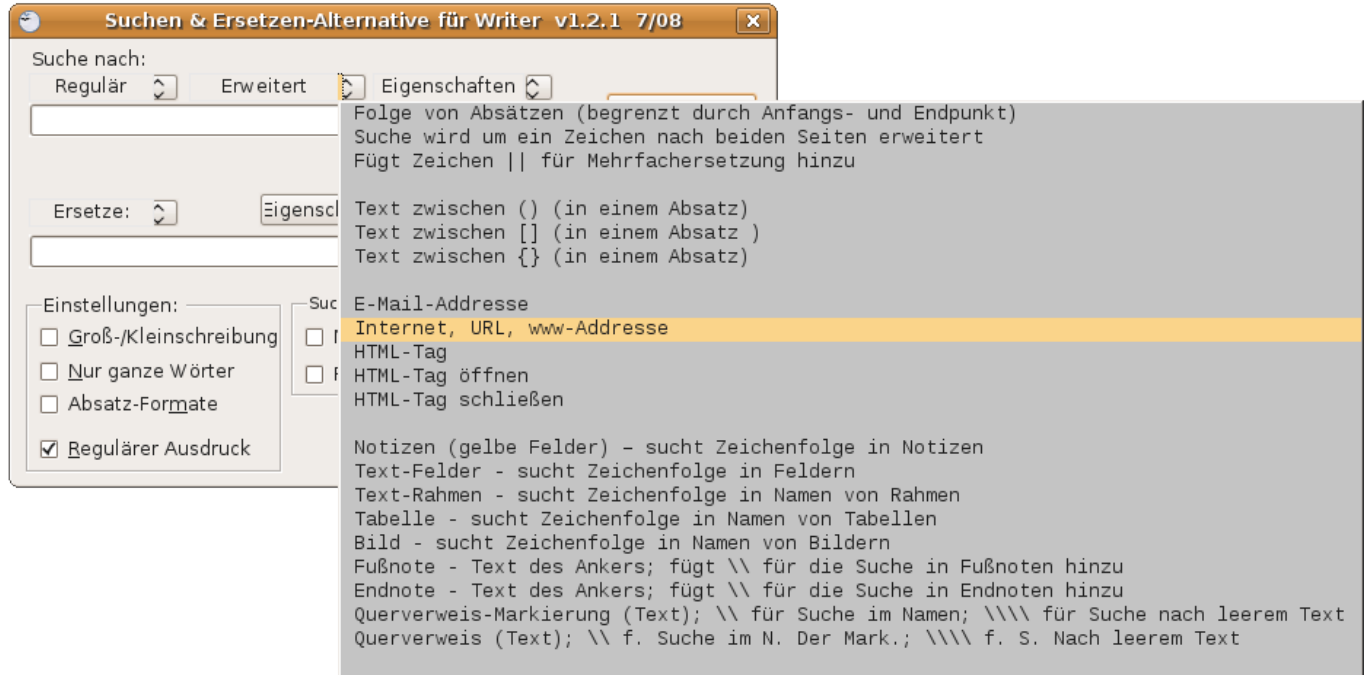 Suchen & Ersetzen-Alternative für Writer v1.2.1 7/08
Suche nach:
Regulär Erweitert Eigenschaften
Folge von Absätzen (begrenzt durch Anfangs- und Endpunkt)
Suche wird um ein Zeichen nach beiden Seiten erweitert
Fügt Zeichen || für Mehrfachersetzung hinzu
Text zwischen () (in einem Absatz)
Text zwischen [] (in einem Absatz )
Text zwischen {} (in einem Absatz)
E-Mail-Addresse
Internet, URL, www-Addresse
HTML-Tag
HTML-Tag öffnen
HTML-Tag schließen
Notizen (gelbe Felder) – sucht Zeichenfolge in Notizen
Text-Felder - sucht Zeichenfolge in Feldern
Text-Rahmen - sucht Zeichenfolge in Namen von Rahmen
Tabelle - sucht Zeichenfolge in Namen von Tabellen
Bild - sucht Zeichenfolge in Namen von Bildern
Fußnote - Text des Ankers; fügt \\ für die Suche in Fußnoten hinzu
Endnote - Text des Ankers; fügt \\ für die Suche in Endnoten hinzu
Querverweis-Markierung (Text); \\ für Suche im Namen; \\\\ für Suche nach leerem Text
Querverweis (Text); \\ f. Suche im N. Der Mark.; \\\\ f. S. Nach leerem Text
Ersetze:
Einstellungen:
Groß-/Kleinschreibung
Nur ganze Wörter
Absatz-Formate
Regulärer Ausdruck